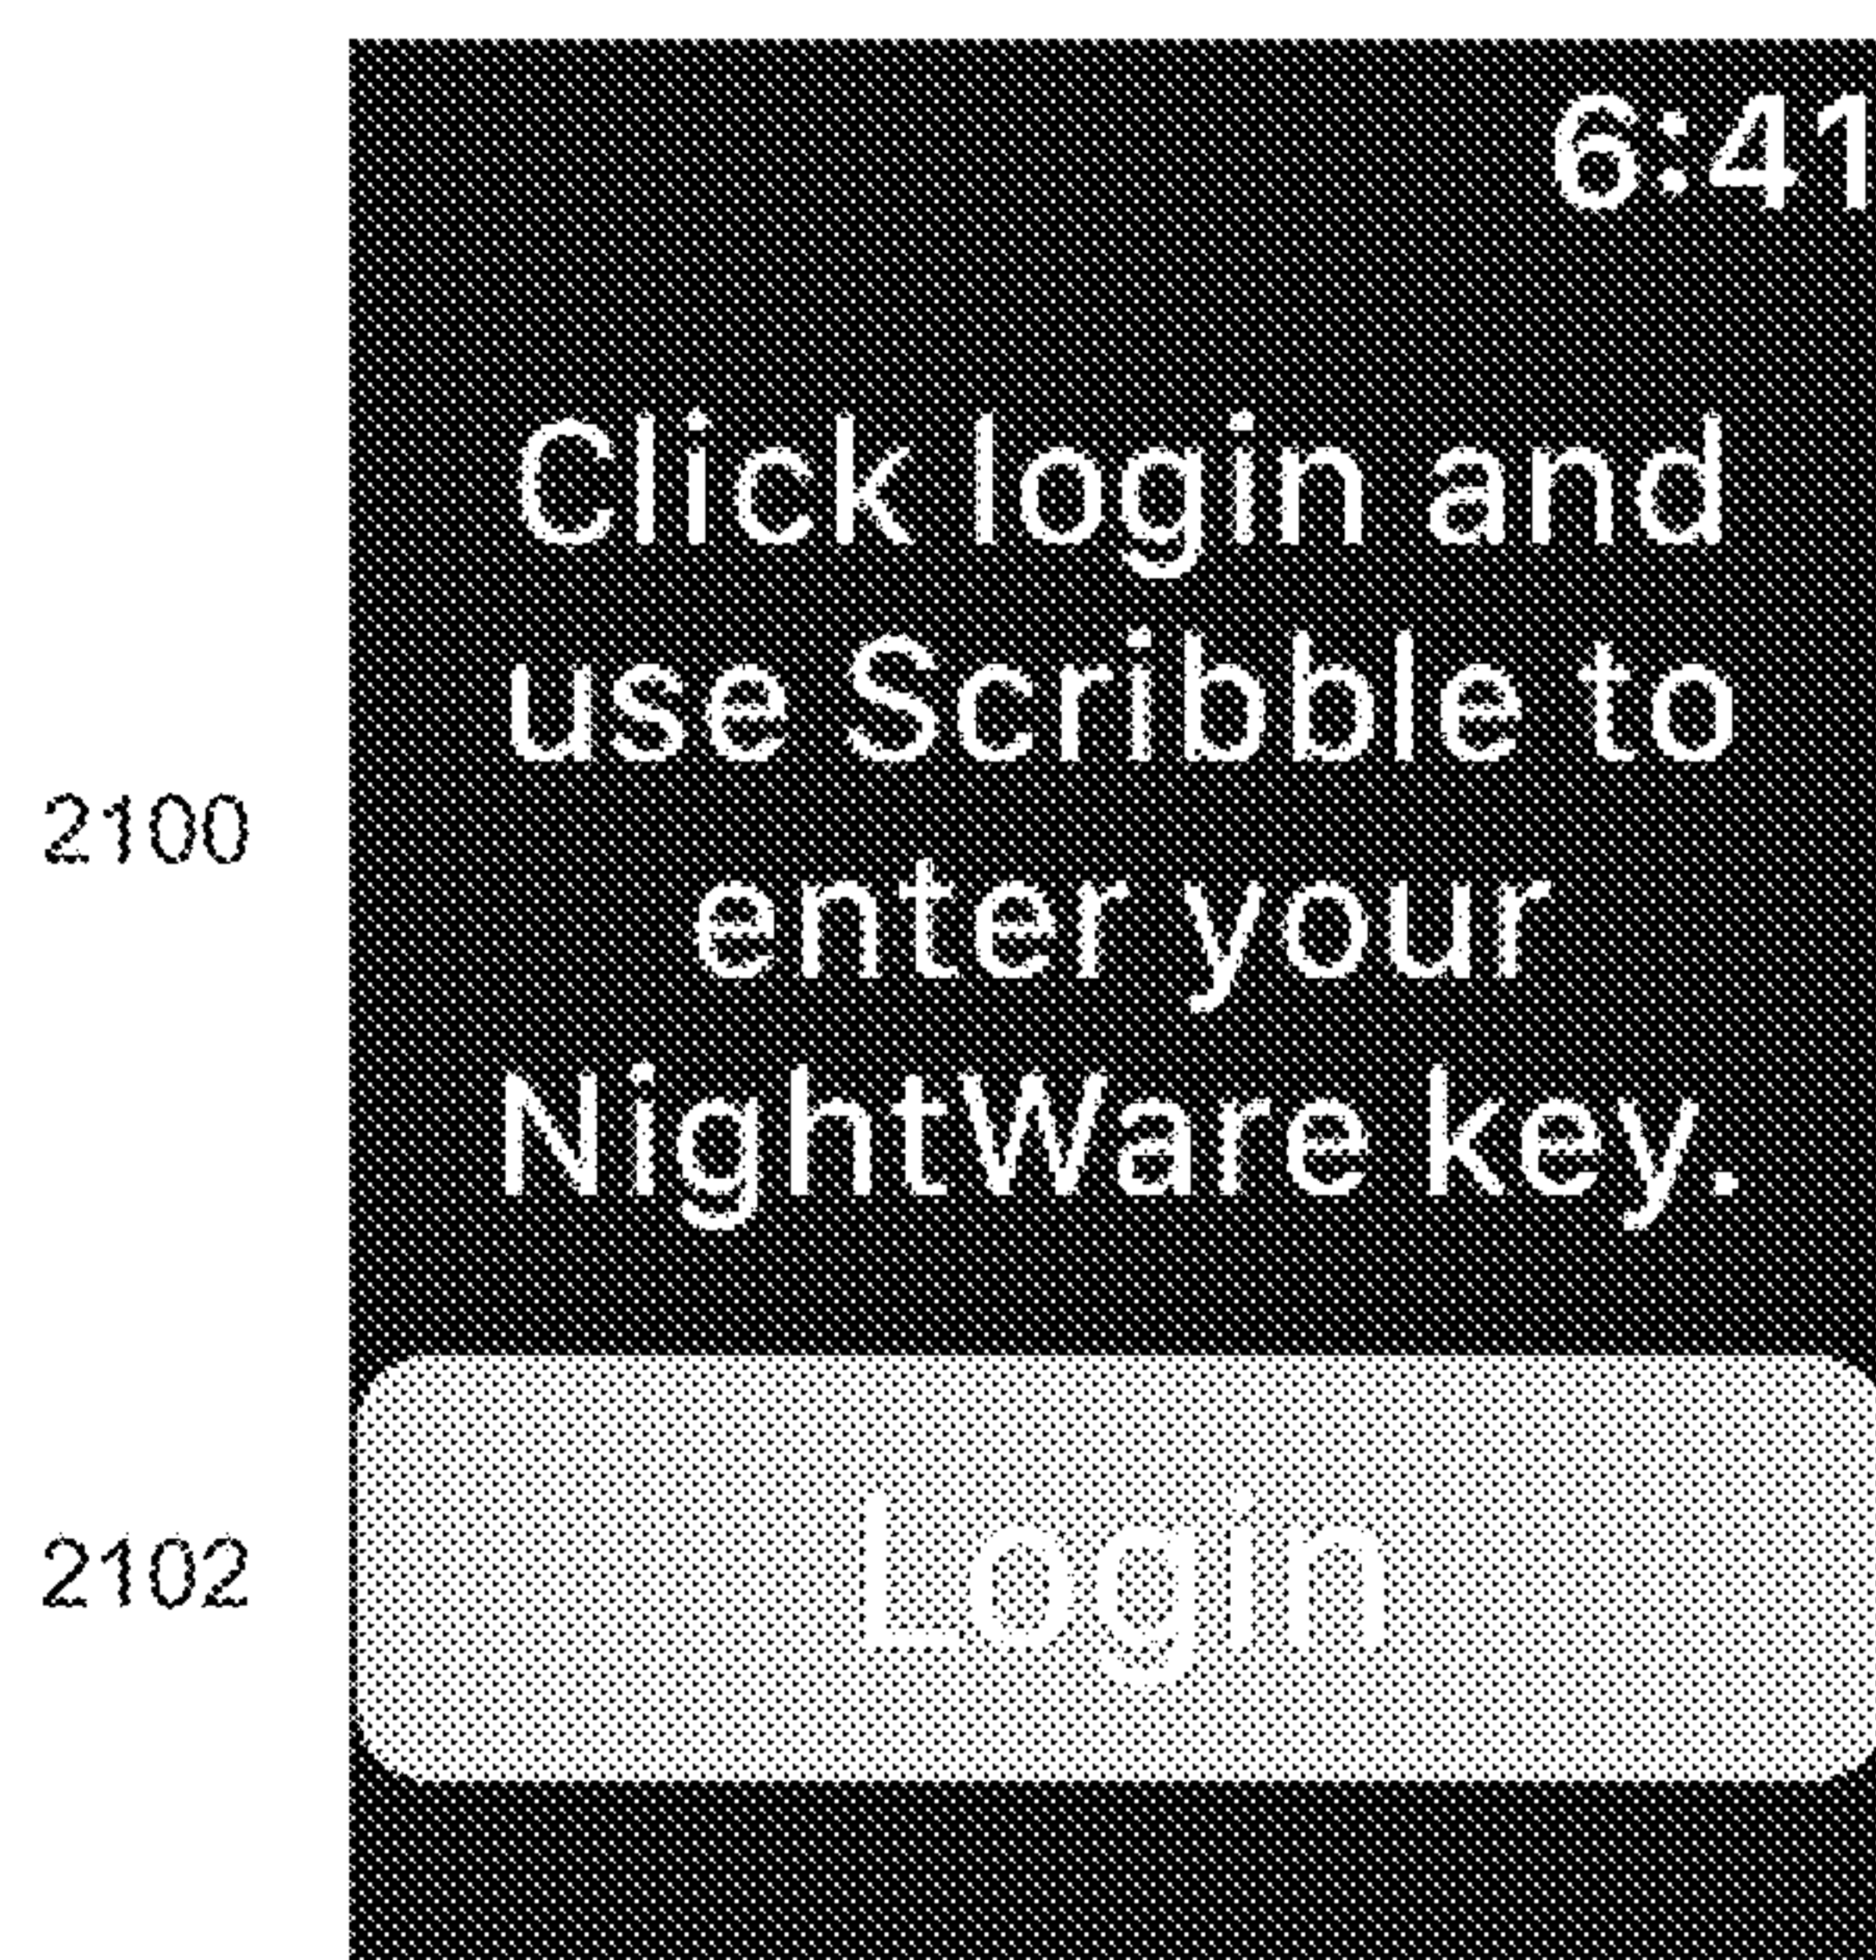 6:41
Click login and
use Scribble to
2100
enter your
NightWare key.
Login
2102